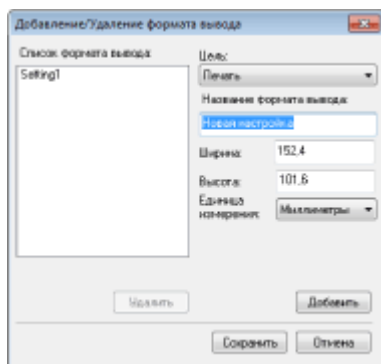 Добавление/Удаление формата вывода
Список формата вывода:
Setting1
Цель:
Печать
Название формата вывода:
Новая настройка
Ширина:
152,4
Высота:
101,6
Единица
измерения:
Миллиметры
Удалить
Добавить
Сохранить
Отмена